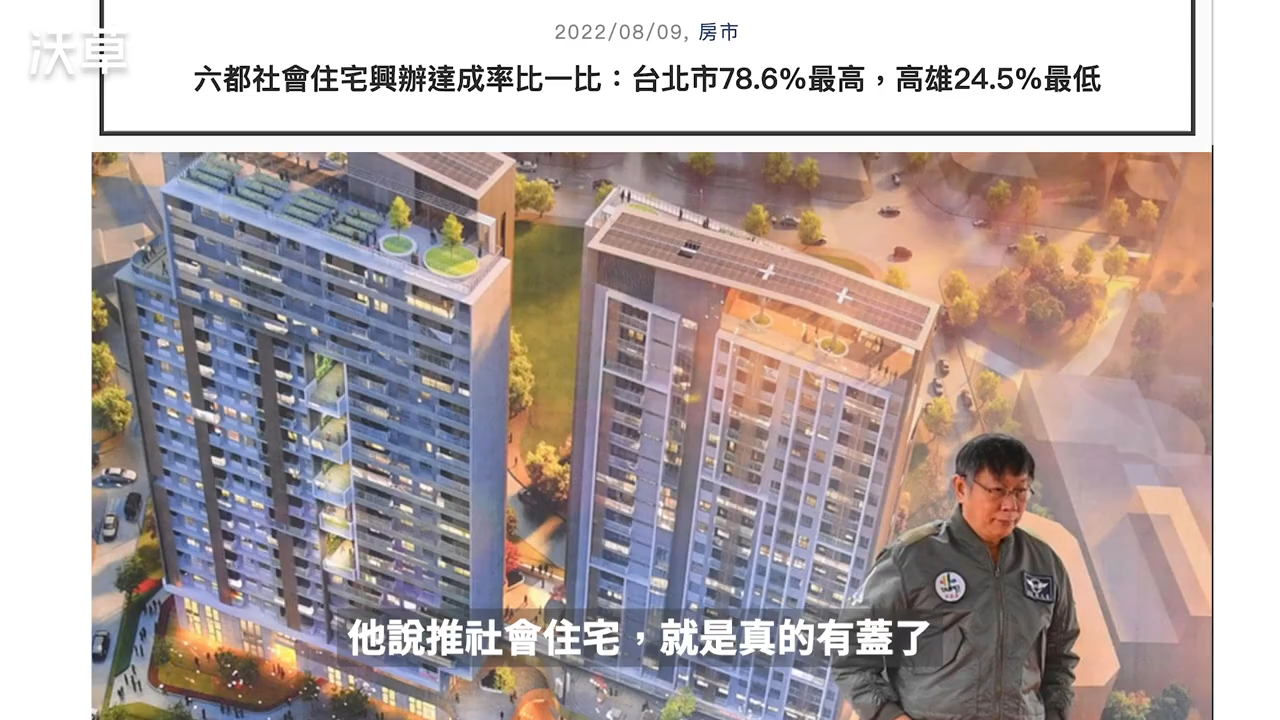 沃草
2022/08/09, 房市
六都社會住宅興辦達成率比一比：台北市78.6%最高，高雄24.5%最低
他說推社會住宅，就是真的有蓋了